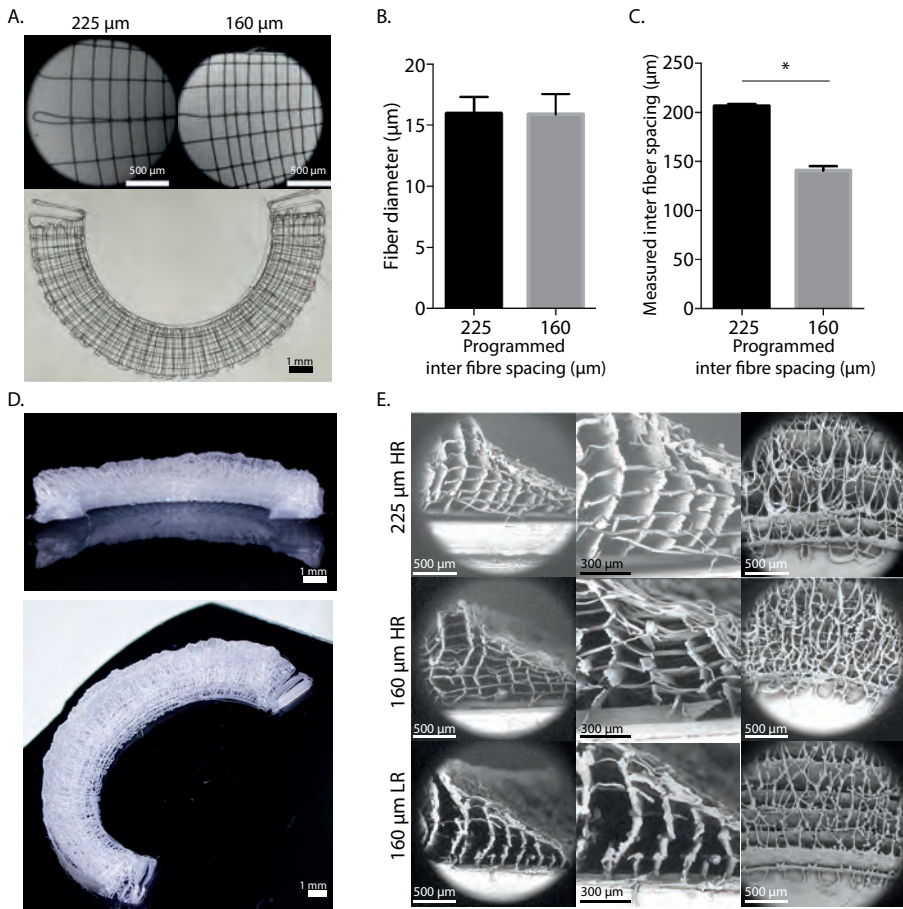 A.
225 µm
160 µm
500 µm
500 µm
1 mm
B.
Fiber diameter (µm)
20
15
10
5
0
225
160
Programmed
inter fibre spacing (µm)
C.
Measured inter fiber spacing (µm)
250
200
150
100
50
0
*
225
160
Programmed
inter fibre spacing (µm)
D.
1 mm
1 mm
E.
225 µm HR
500 µm
300 µm
500 µm
160 µm HR
500 µm
300 µm
500 µm
160 µm LR
500 µm
300 µm
500 µm